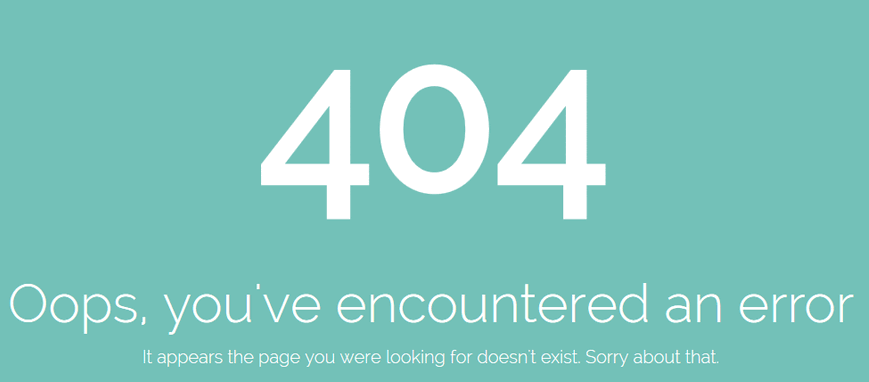 404
Oops, you've encountered an error
It appears the page you were looking for doesn't exist. Sorry about that.